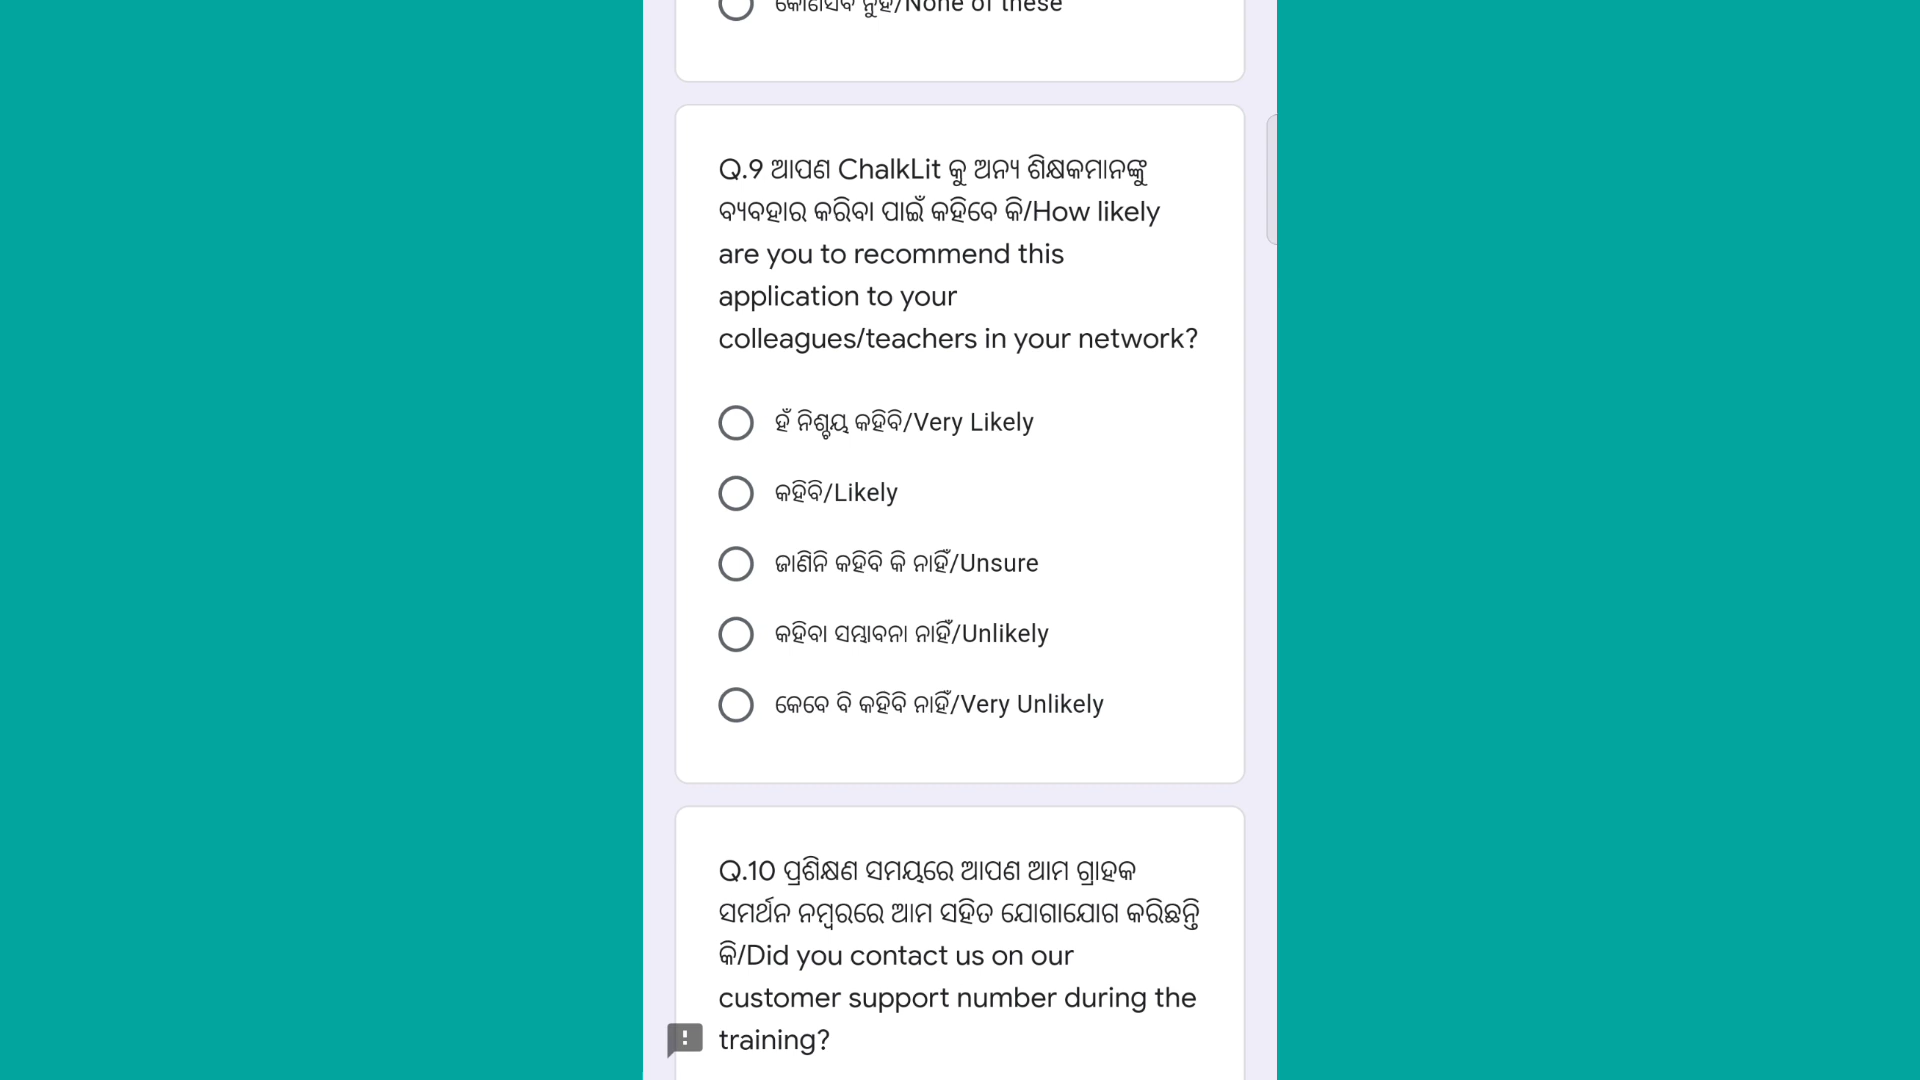 କୌଣସିବି ନୁହଁ/None of these
Q.9 ଆପଣ ChalkLit କୁ ଅନ୍ୟ ଶିକ୍ଷକମାନଙ୍କୁ
ବ୍ୟବହାର କରିବା ପାଇଁ କହିବେ କି/How likely
are you to recommend this
application to your
colleagues/teachers in your network?
ହଁ ନିଶ୍ଚୟ କହିବି/Very Likely
କହିବି/Likely
ଜାଣିନି କହିବି କି ନାହିଁ/Unsure
କହିବା ସମ୍ଭାବନା ନାହିଁ/Unlikely
କେବେ ବି କହିବି ନାହିଁ/Very Unlikely
Q.10 ପ୍ରଶିକ୍ଷଣ ସମୟରେ ଆପଣ ଆମ ଗ୍ରାହକ
ସମର୍ଥନ ନମ୍ବରରେ ଆମ ସହିତ ଯୋଗାଯୋଗ କରିଛନ୍ତି
କି/Did you contact us on our
customer support number during the
training?